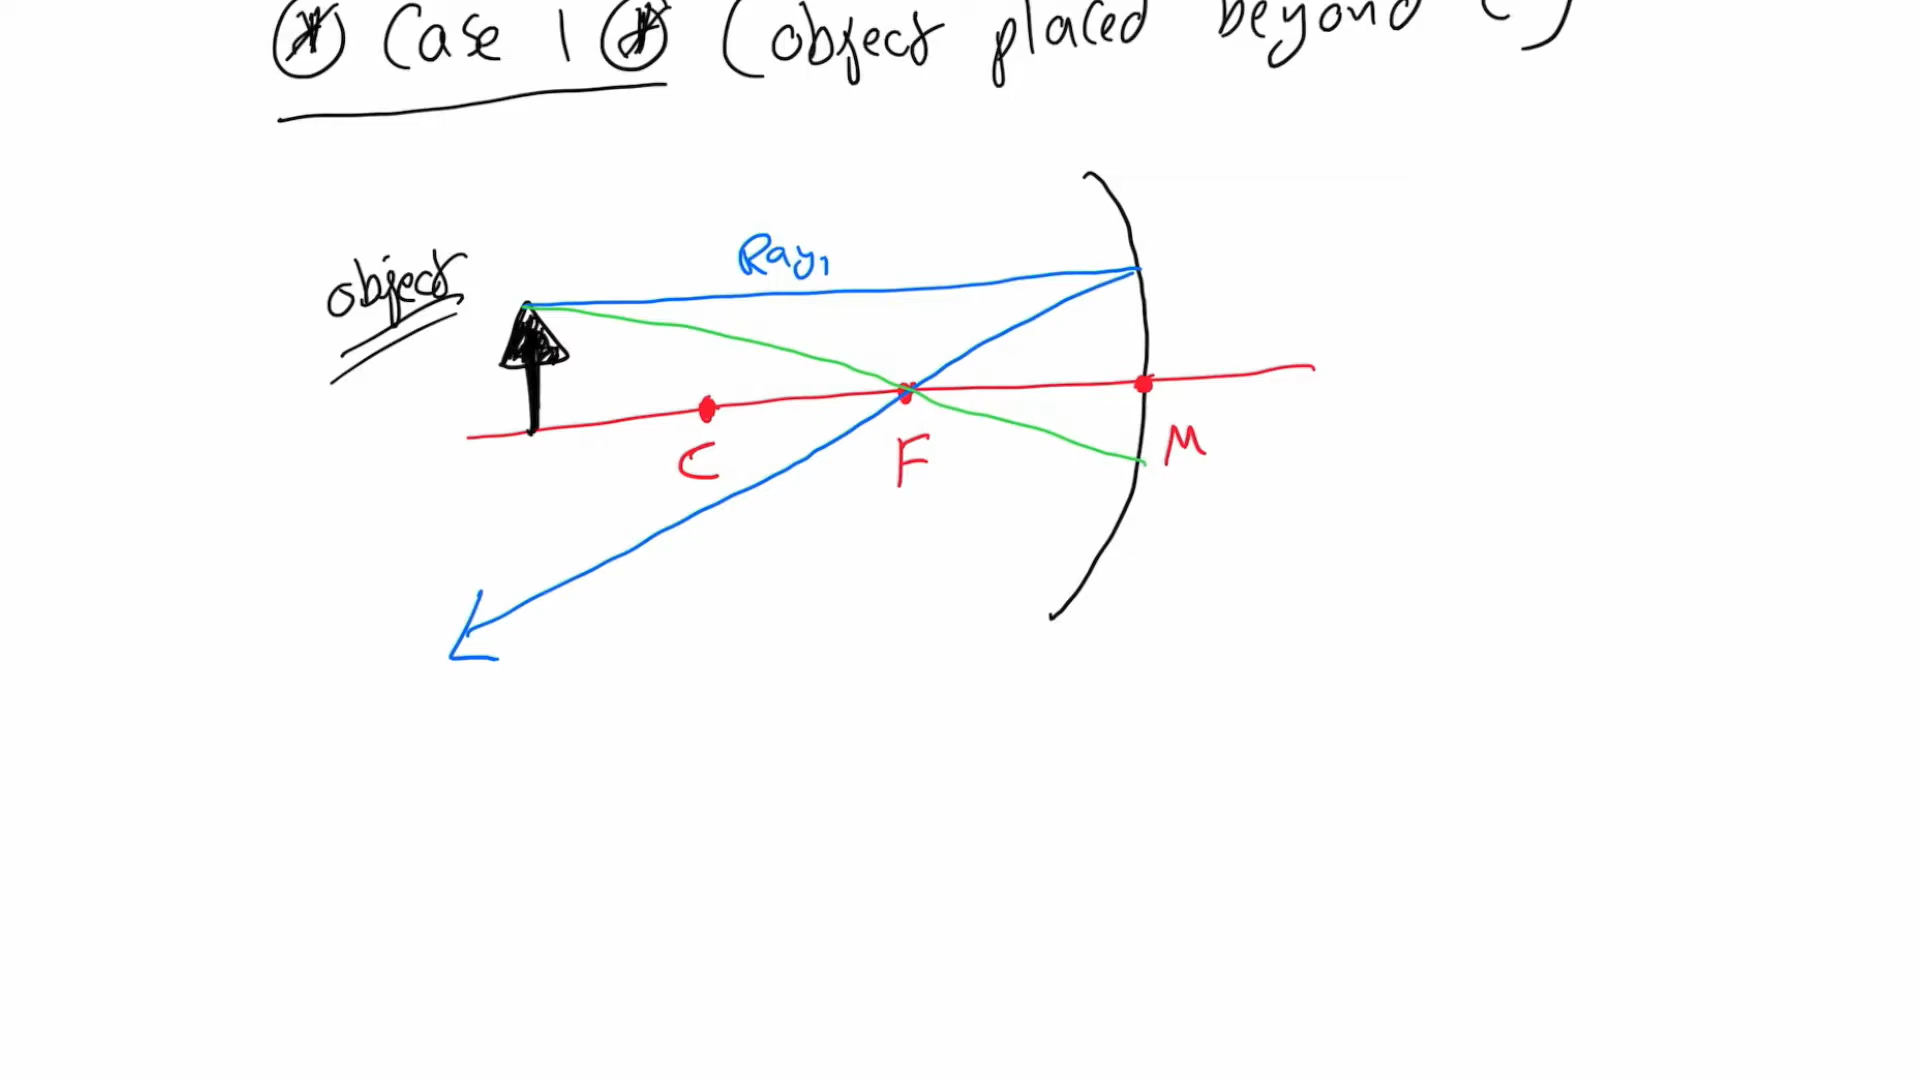 * Case 1 * (object placed beyond C)
Ray1
object
C
F
M